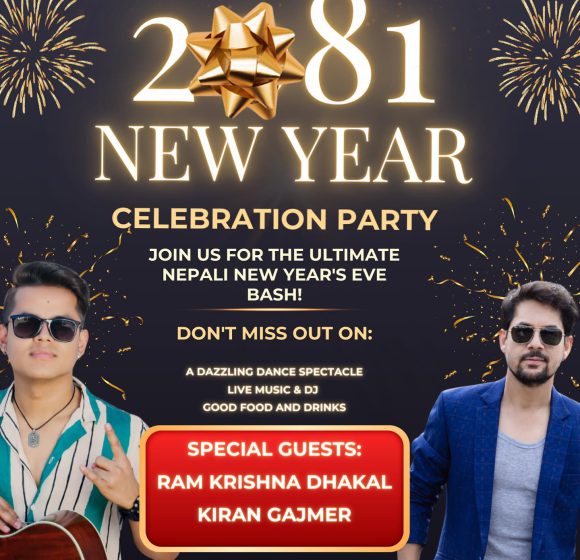 2081
NEW YEAR
CELEBRATION PARTY
JOIN US FOR THE ULTIMATE
NEPALI NEW YEAR'S EVE
BASH!
DON'T MISS OUT ON:
A DAZZLING DANCE SPECTACLE
LIVE MUSIC & DJ
GOOD FOOD AND DRINKS
SPECIAL GUESTS:
RAM KRISHNA DHAKAL
KIRAN GAJMER